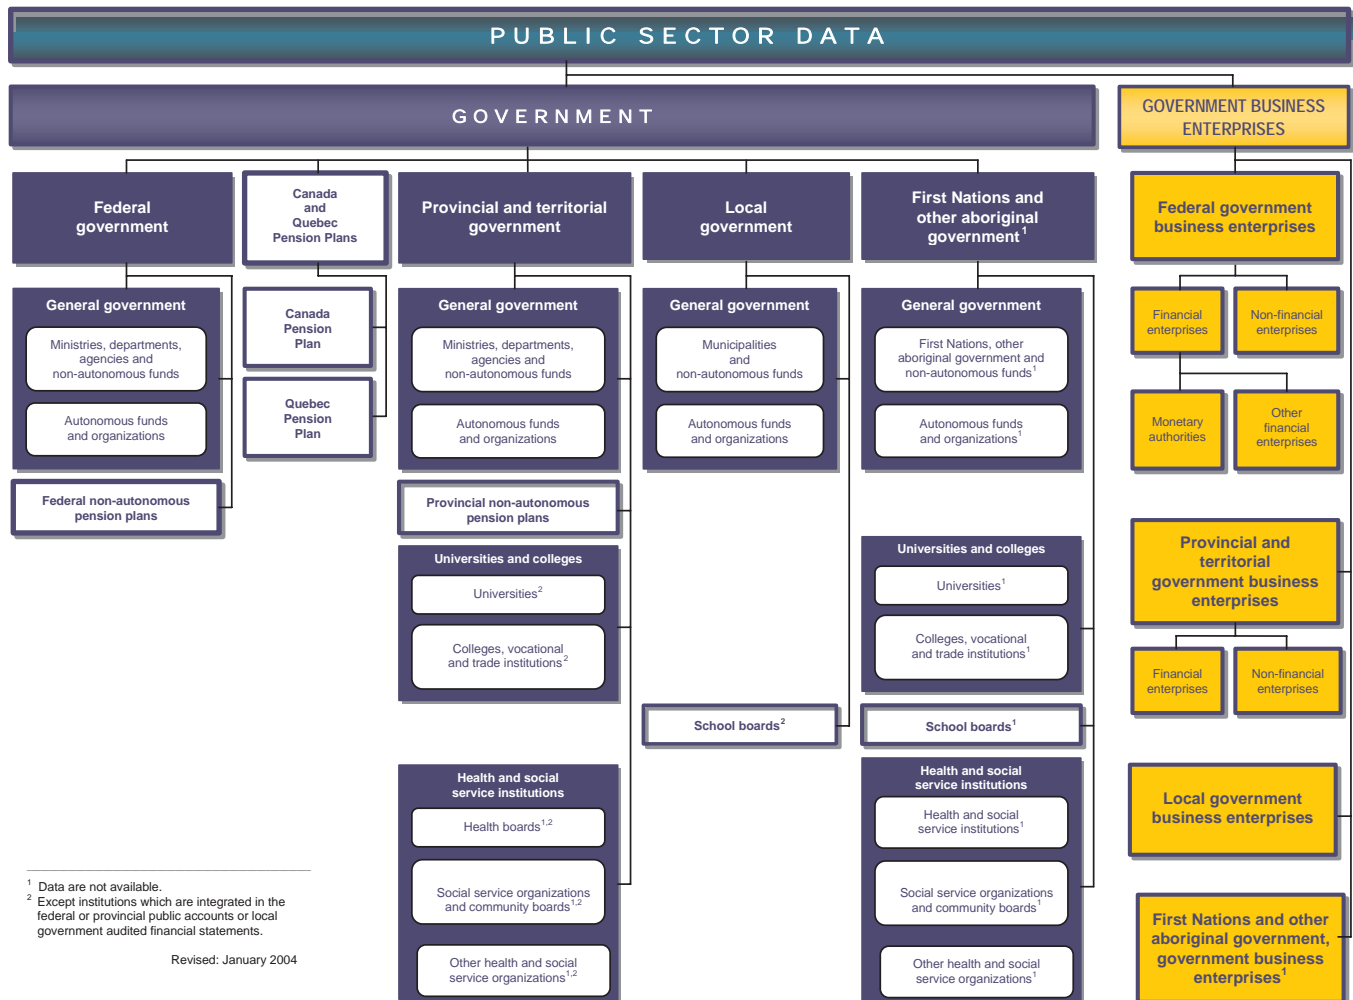 PUBLIC SECTOR DATA
GOVERNMENT
GOVERNMENT BUSINESS
ENTERPRISES
Federal
government
Canada
and
Quebec
Pension Plans
Provincial and territorial
government
Local
government
First Nations and
other aboriginal
government¹
Federal government
business enterprises
General government
Ministries, departments,
agencies and
non-autonomous funds
Autonomous funds
and organizations
Federal non-autonomous
pension plans
Canada
Pension
Plan
Quebec
Pension
Plan
General government
Ministries, departments,
agencies and
non-autonomous funds
Autonomous funds
and organizations
Provincial non-autonomous
pension plans
Universities and colleges
Universities²
Colleges, vocational
and trade institutions²
Health and social
service institutions
Health boards¹,²
Social service organizations
and community boards¹,²
Other health and social
service organizations¹,²
General government
Municipalities
and
non-autonomous funds
Autonomous funds
and organizations
School boards²
General government
First Nations, other
aboriginal government and
non-autonomous funds¹
Autonomous funds
and organizations¹
Universities and colleges
Universities¹
Colleges, vocational
and trade institutions¹
School boards¹
Health and social
service institutions
Health and social
service institutions¹
Social service organizations
and community boards¹
Other health and social
service organizations¹
Financial
enterprises
Non-financial
enterprises
Monetary
authorities
Other
financial
enterprises
Provincial and
territorial
government business
enterprises
Financial
enterprises
Non-financial
enterprises
Local government
business enterprises
First Nations and other
aboriginal government,
government business
enterprises¹
¹ Data are not available.
² Except institutions which are integrated in the
federal or provincial public accounts or local
government audited financial statements.
Revised: January 2004